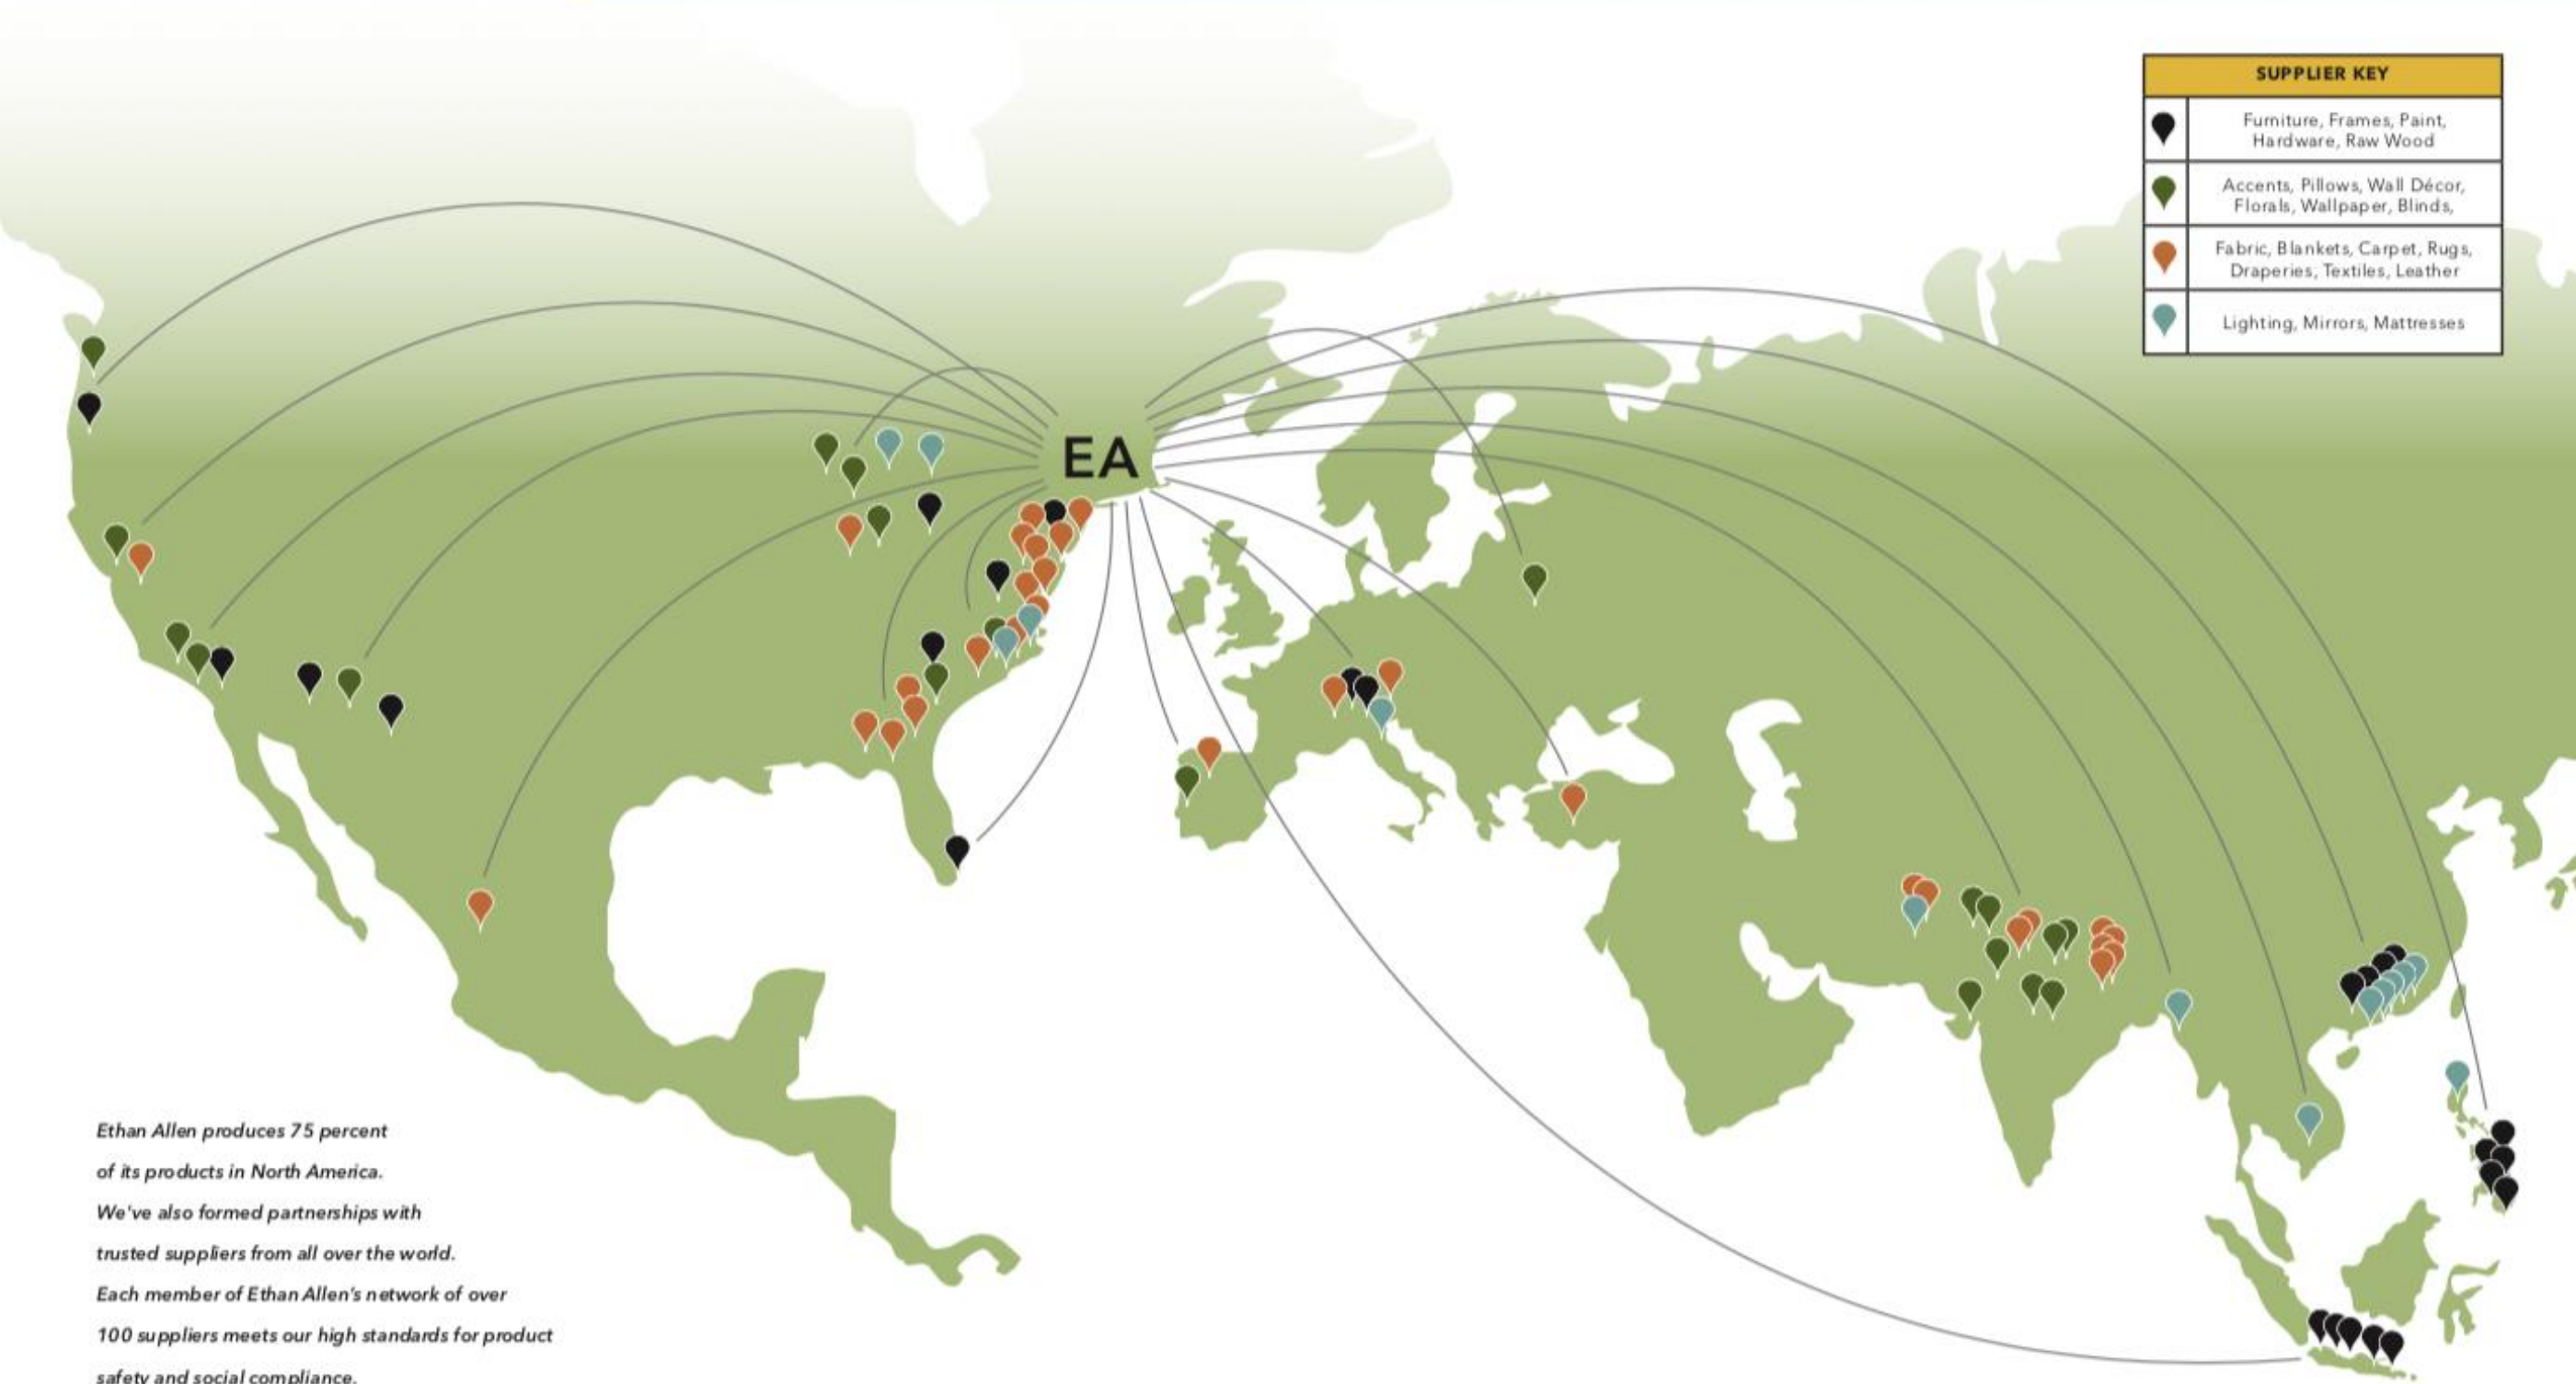 SUPPLIER KEY
Furniture, Frames, Paint,
Hardware, Raw Wood
Accents, Pillows, Wall Décor,
Florals, Wallpaper, Blinds,
Fabric, Blankets, Carpet, Rugs,
Draperies, Textiles, Leather
Lighting, Mirrors, Mattresses
EA
Ethan Allen produces 75 percent
of its products in North America.
We've also formed partnerships with
trusted suppliers from all over the world.
Each member of Ethan Allen's network of over
100 suppliers meets our high standards for product
safety and social compliance.